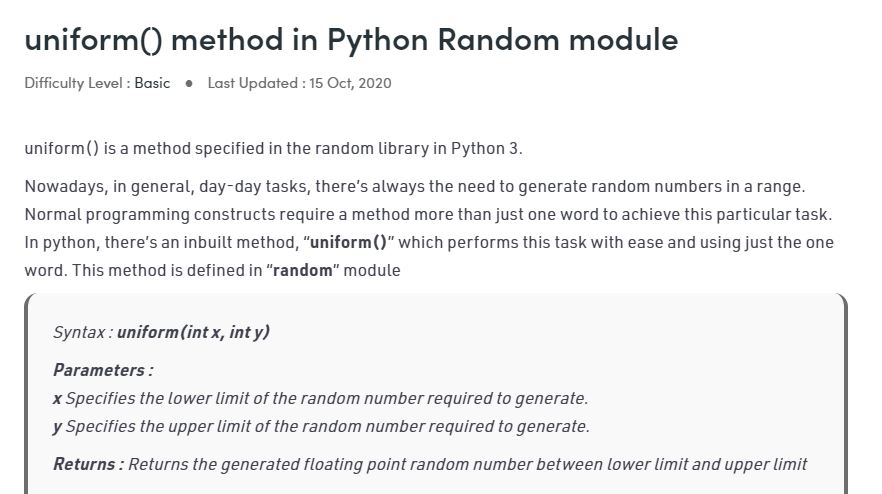 uniform() method in Python Random module
Difficulty Level : Basic ● Last Updated : 15 Oct, 2020
uniform() is a method specified in the random library in Python 3.
Nowadays, in general, day-day tasks, there’s always the need to generate random numbers in a range.
Normal programming constructs require a method more than just one word to achieve this particular task.
In python, there’s an inbuilt method, “uniform()” which performs this task with ease and using just the one
word. This method is defined in “random” module
Syntax : uniform(int x, int y)
Parameters :
x Specifies the lower limit of the random number required to generate.
y Specifies the upper limit of the random number required to generate.
Returns : Returns the generated floating point random number between lower limit and upper limit